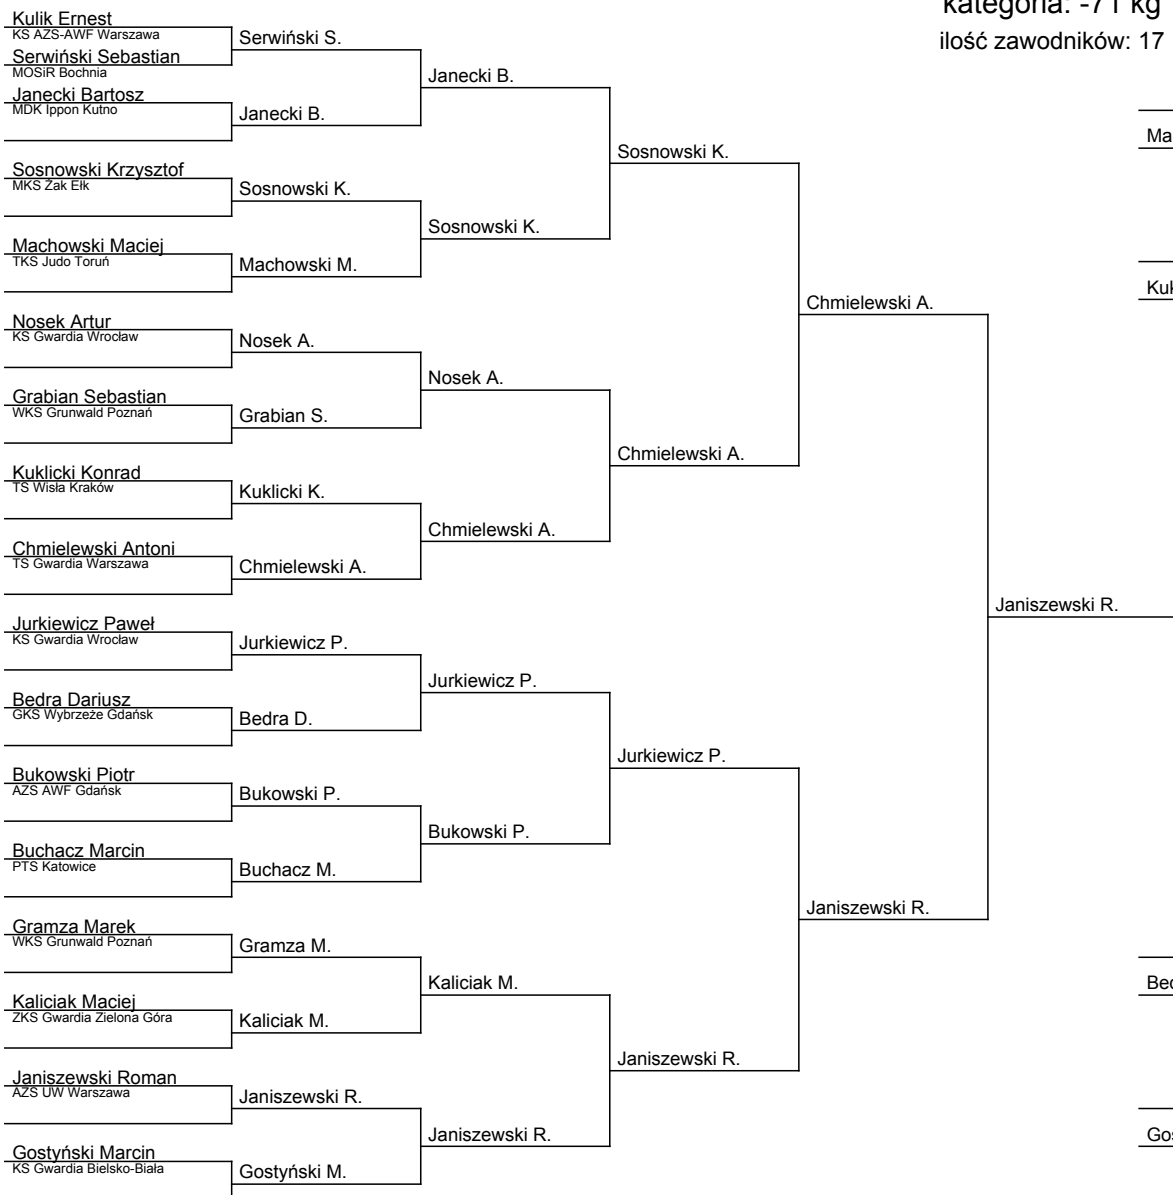 kategoria: -71 kg
ilość zawodników: 17
Kulik Ernest
KS AZS-AWF Warszawa
Serwiński Sebastian
MOSiR Bochnia
Janecki Bartosz
MDK Ippon Kutno
Sosnowski Krzysztof
MKS Żak Ełk
Machowski Maciej
TKS Judo Toruń
Nosek Artur
KS Gwardia Wrocław
Grabian Sebastian
WKS Grunwald Poznań
Kuklicki Konrad
TS Wisła Kraków
Chmielewski Antoni
TS Gwardia Warszawa
Jurkiewicz Paweł
KS Gwardia Wrocław
Bedra Dariusz
GKS Wybrzeże Gdańsk
Bukowski Piotr
AZS AWF Gdańsk
Buchacz Marcin
PTS Katowice
Gramza Marek
WKS Grunwald Poznań
Kaliciak Maciej
ZKS Gwardia Zielona Góra
Janiszewski Roman
AZS UW Warszawa
Gostyński Marcin
KS Gwardia Bielsko-Biała
Serwiński S.
Janecki B.
Sosnowski K.
Machowski M.
Nosek A.
Grabian S.
Kuklicki K.
Chmielewski A.
Jurkiewicz P.
Bedra D.
Bukowski P.
Buchacz M.
Gramza M.
Kaliciak M.
Janiszewski R.
Gostyński M.
Janecki B.
Sosnowski K.
Nosek A.
Chmielewski A.
Jurkiewicz P.
Bukowski P.
Kaliciak M.
Janiszewski R.
Sosnowski K.
Chmielewski A.
Jurkiewicz P.
Janiszewski R.
Chmielewski A.
Janiszewski R.
Janiszewski R.
Ma